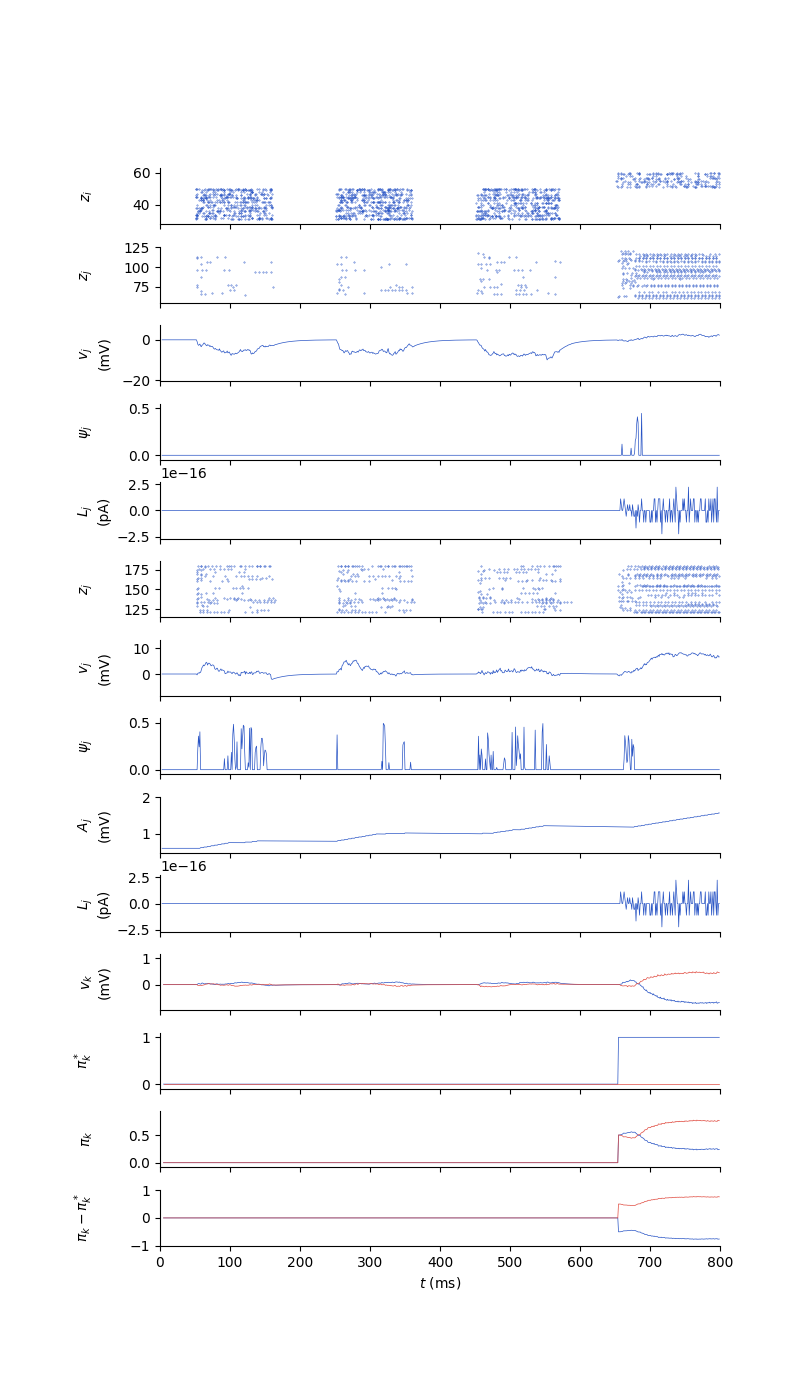 60
40
z_i
125
100
75
z_j
0
−20
v_j
(mV)
0.5
0.0
ψ_j
1e−16
2.5
0.0
−2.5
L_j
(pA)
175
150
125
z_j
10
0
v_j
(mV)
0.5
0.0
ψ_j
2
1
A_j
(mV)
1e−16
2.5
0.0
−2.5
L_j
(pA)
1
0
v_k
(mV)
1
0
π_k^*
0.5
0.0
π_k
1
0
−1
π_k − π_k^*
0 100 200 300 400 500 600 700 800
t (ms)